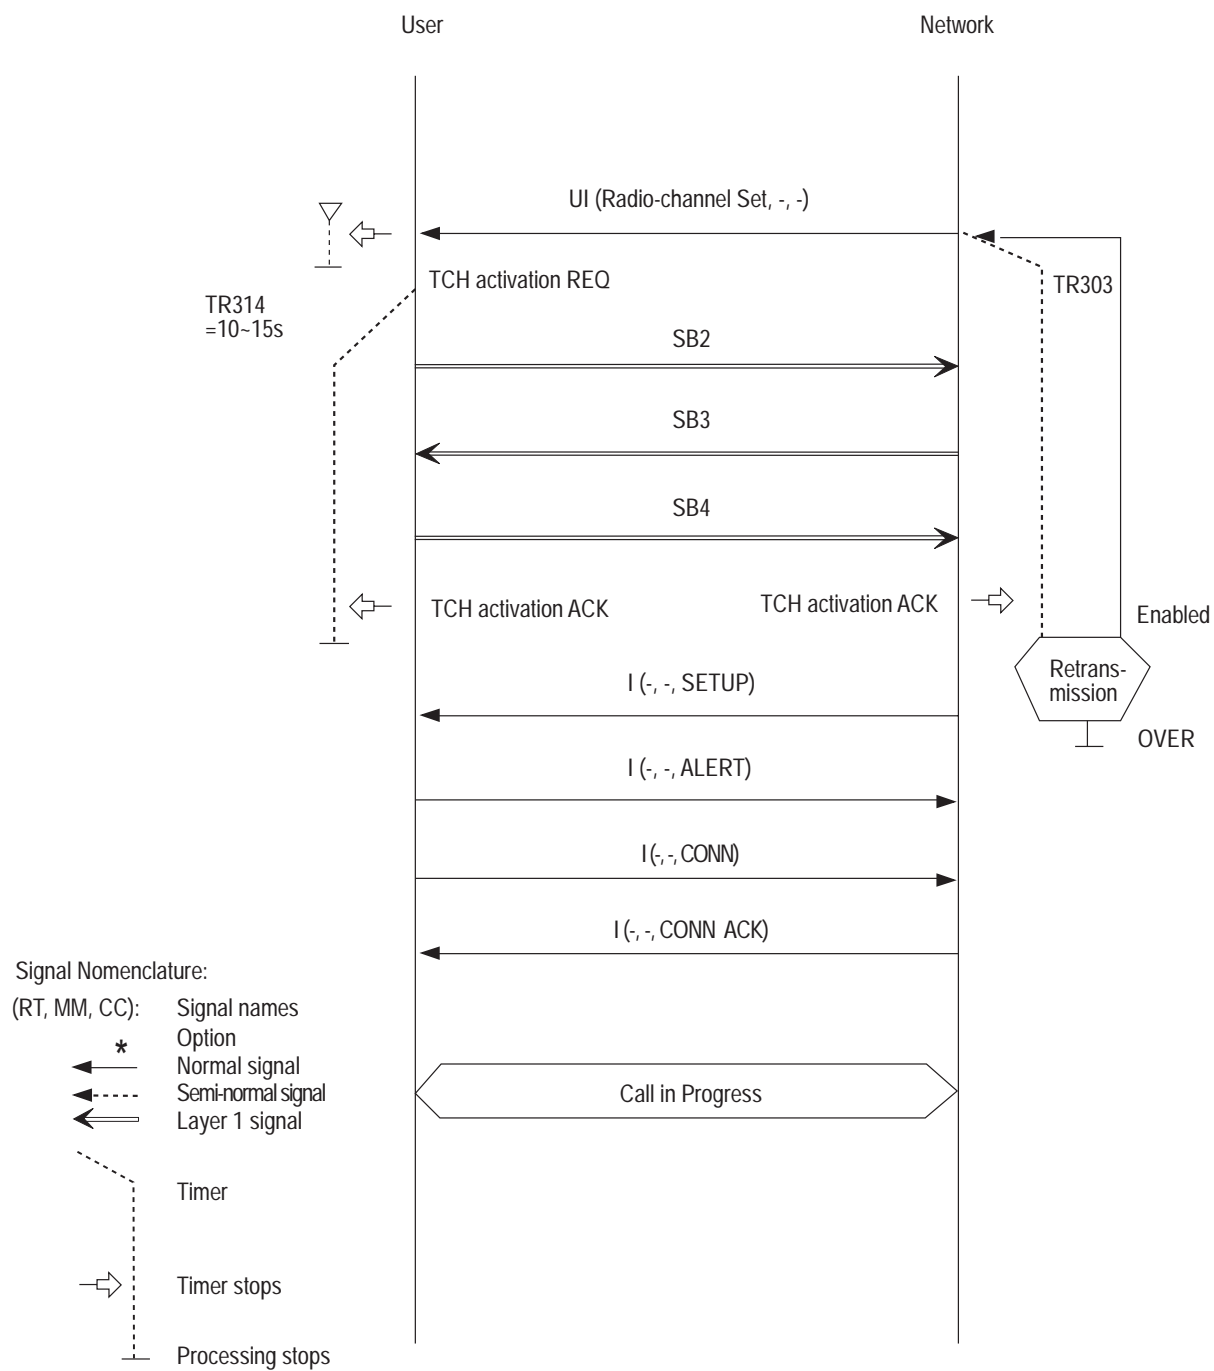 User
Network
UI (Radio-channel Set, -, -)
TCH activation REQ
TR303
TR314
=10~15s
SB2
SB3
SB4
TCH activation ACK
TCH activation ACK
Enabled
Retrans-
mission
I (-, -, SETUP)
OVER
I (-, -, ALERT)
I (-, -, CONN)
I (-, -, CONN ACK)
Signal Nomenclature:
(RT, MM, CC): Signal names
* Option
Normal signal
Semi-normal signal
Layer 1 signal
Call in Progress
Timer
Timer stops
Processing stops